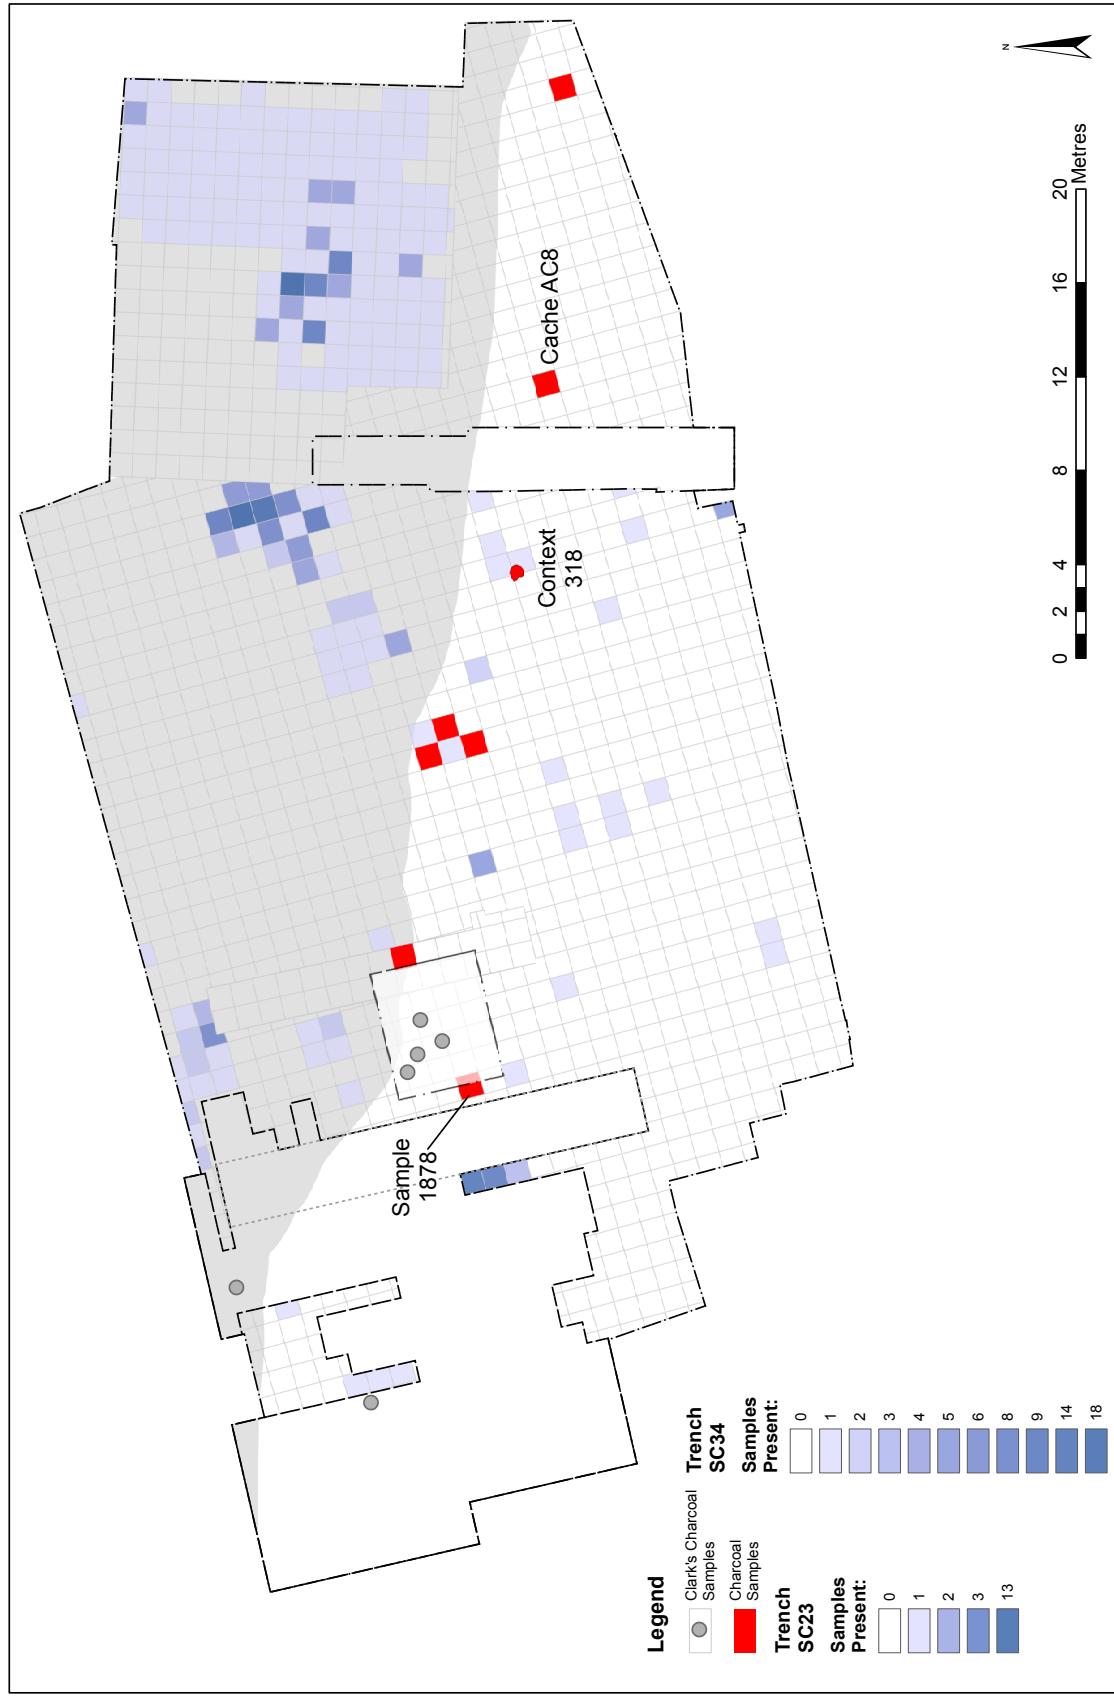 N
Cache AC8
Context
318
Sample
1878
0 2 4 8 12 16 20
Metres
Legend
Clark's Charcoal
Samples
Charcoal
Samples
Trench
SC23
Samples
Present:
0
1
2
3
13
Trench
SC34
Samples
Present:
0
1
2
3
4
5
6
8
9
14
18